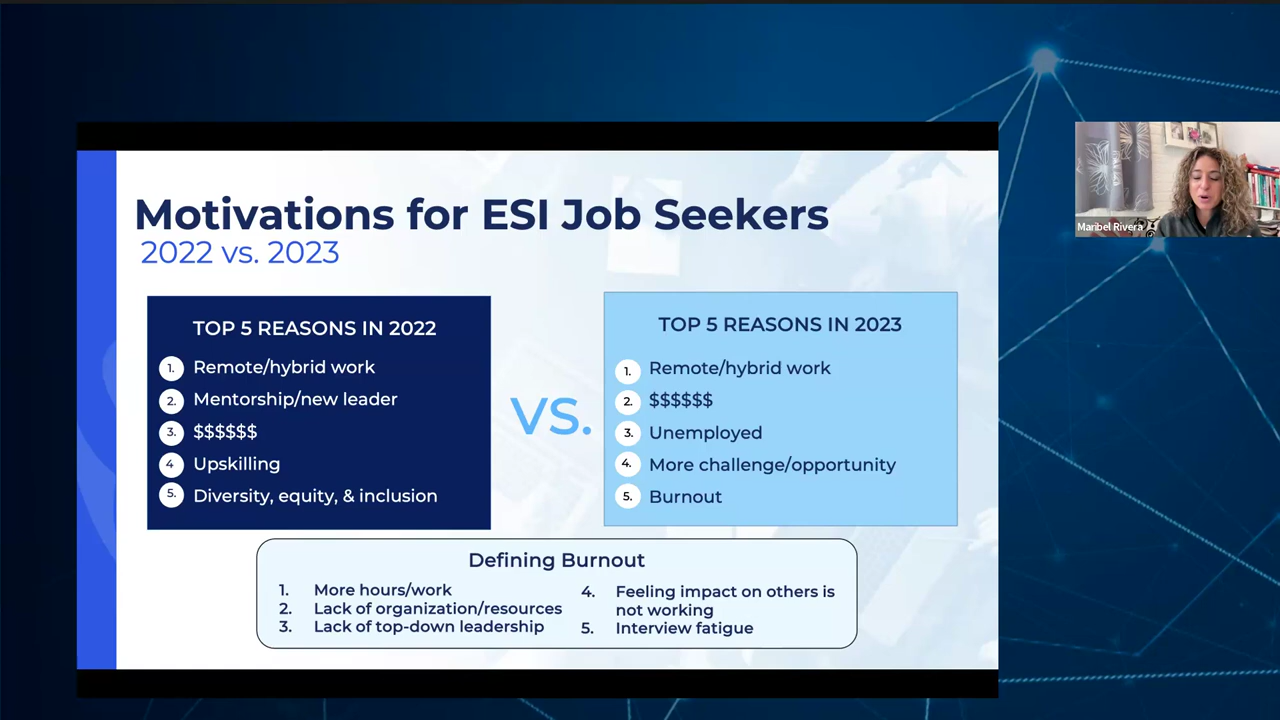 Motivations for ESI Job Seekers
2022 vs. 2023
TOP 5 REASONS IN 2022
1. Remote/hybrid work
2. Mentorship/new leader
3. $$$$$$
4 Upskilling
5. Diversity, equity, & inclusion
VS.
TOP 5 REASONS IN 2023
1. Remote/hybrid work
2. $$$$$$
3. Unemployed
4. More challenge/opportunity
5. Burnout
Defining Burnout
1. More hours/work
2. Lack of organization/resources
3. Lack of top-down leadership
4. Feeling impact on others is
not working
5. Interview fatigue
Maribel Rivera